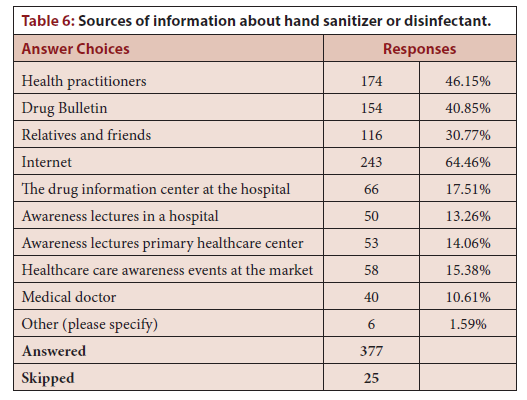 Table 6: Sources of information about hand sanitizer or disinfectant.
Answer Choices Responses
Health practitioners 174 46.15%
Drug Bulletin 154 40.85%
Relatives and friends 116 30.77%
Internet 243 64.46%
The drug information center at the hospital 66 17.51%
Awareness lectures in a hospital 50 13.26%
Awareness lectures primary healthcare center 53 14.06%
Healthcare care awareness events at the market 58 15.38%
Medical doctor 40 10.61%
Other (please specify) 6 1.59%
Answered 377
Skipped 25